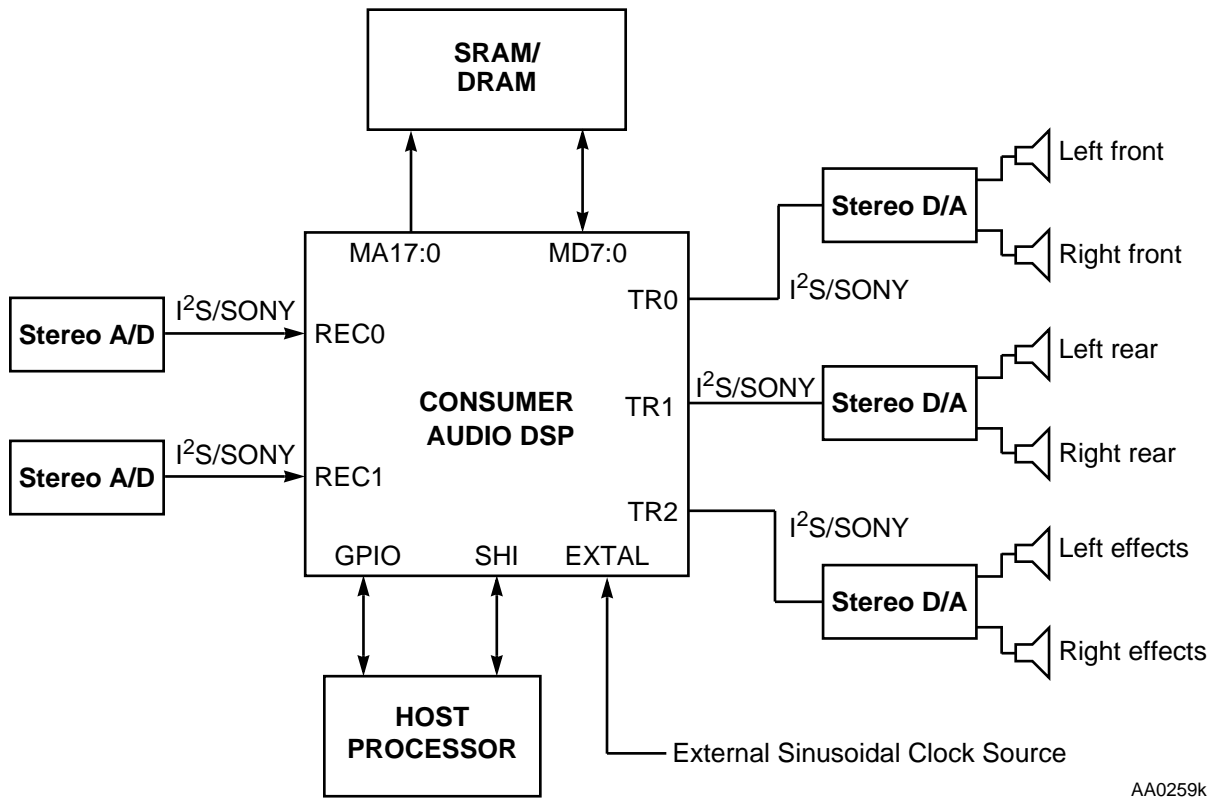 SRAM/
DRAM
MA17:0
MD7:0
Stereo A/D
I²S/SONY
REC0
Stereo A/D
I²S/SONY
REC1
CONSUMER
AUDIO DSP
TR0
I²S/SONY
Stereo D/A
Left front
Right front
TR1
I²S/SONY
Stereo D/A
Left rear
Right rear
TR2
I²S/SONY
Stereo D/A
Left effects
Right effects
GPIO
SHI
EXTAL
HOST
PROCESSOR
External Sinusoidal Clock Source
AA0259k